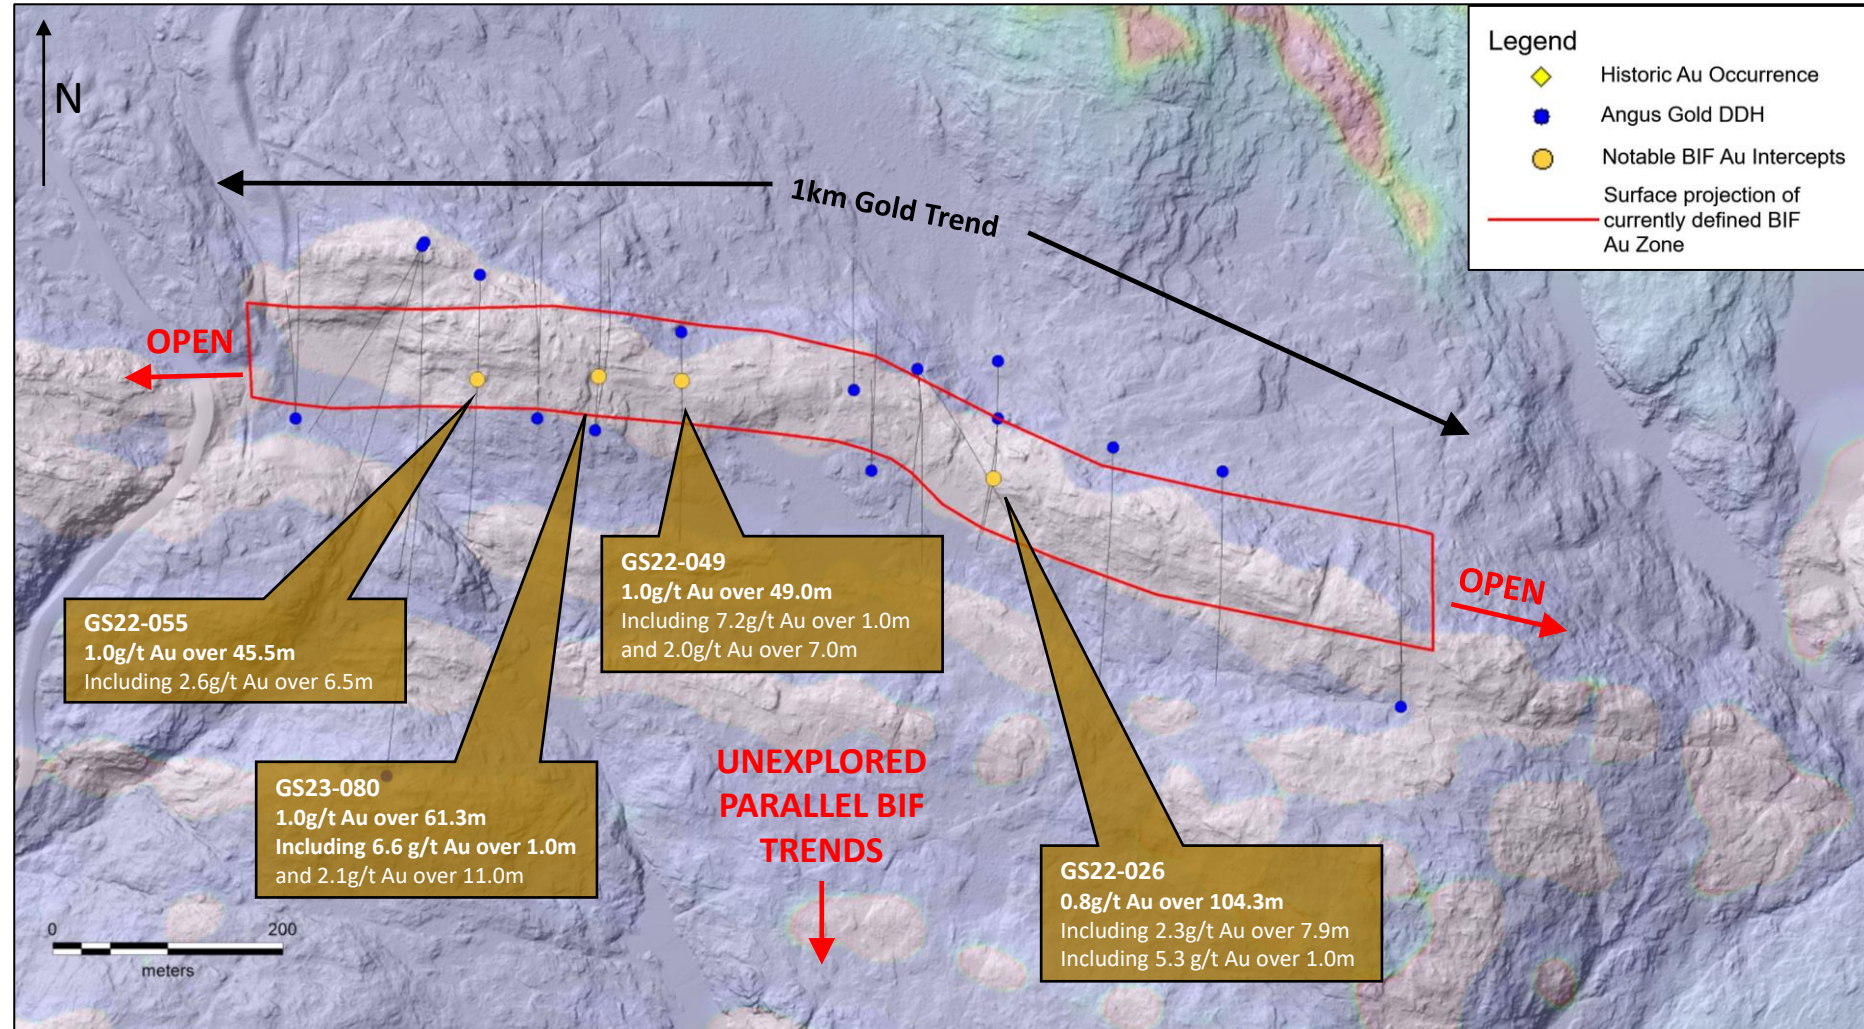 N
1km Gold Trend
Legend
Historic Au Occurrence
Angus Gold DDH
Notable BIF Au Intercepts
Surface projection of
currently defined BIF
Au Zone
OPEN
OPEN
GS22-055
1.0g/t Au over 45.5m
Including 2.6g/t Au over 6.5m
GS22-049
1.0g/t Au over 49.0m
Including 7.2g/t Au over 1.0m
and 2.0g/t Au over 7.0m
GS23-080
1.0g/t Au over 61.3m
Including 6.6 g/t Au over 1.0m
and 2.1g/t Au over 11.0m
UNEXPLORED
PARALLEL BIF
TRENDS
GS22-026
0.8g/t Au over 104.3m
Including 2.3g/t Au over 7.9m
Including 5.3 g/t Au over 1.0m
0 200
meters